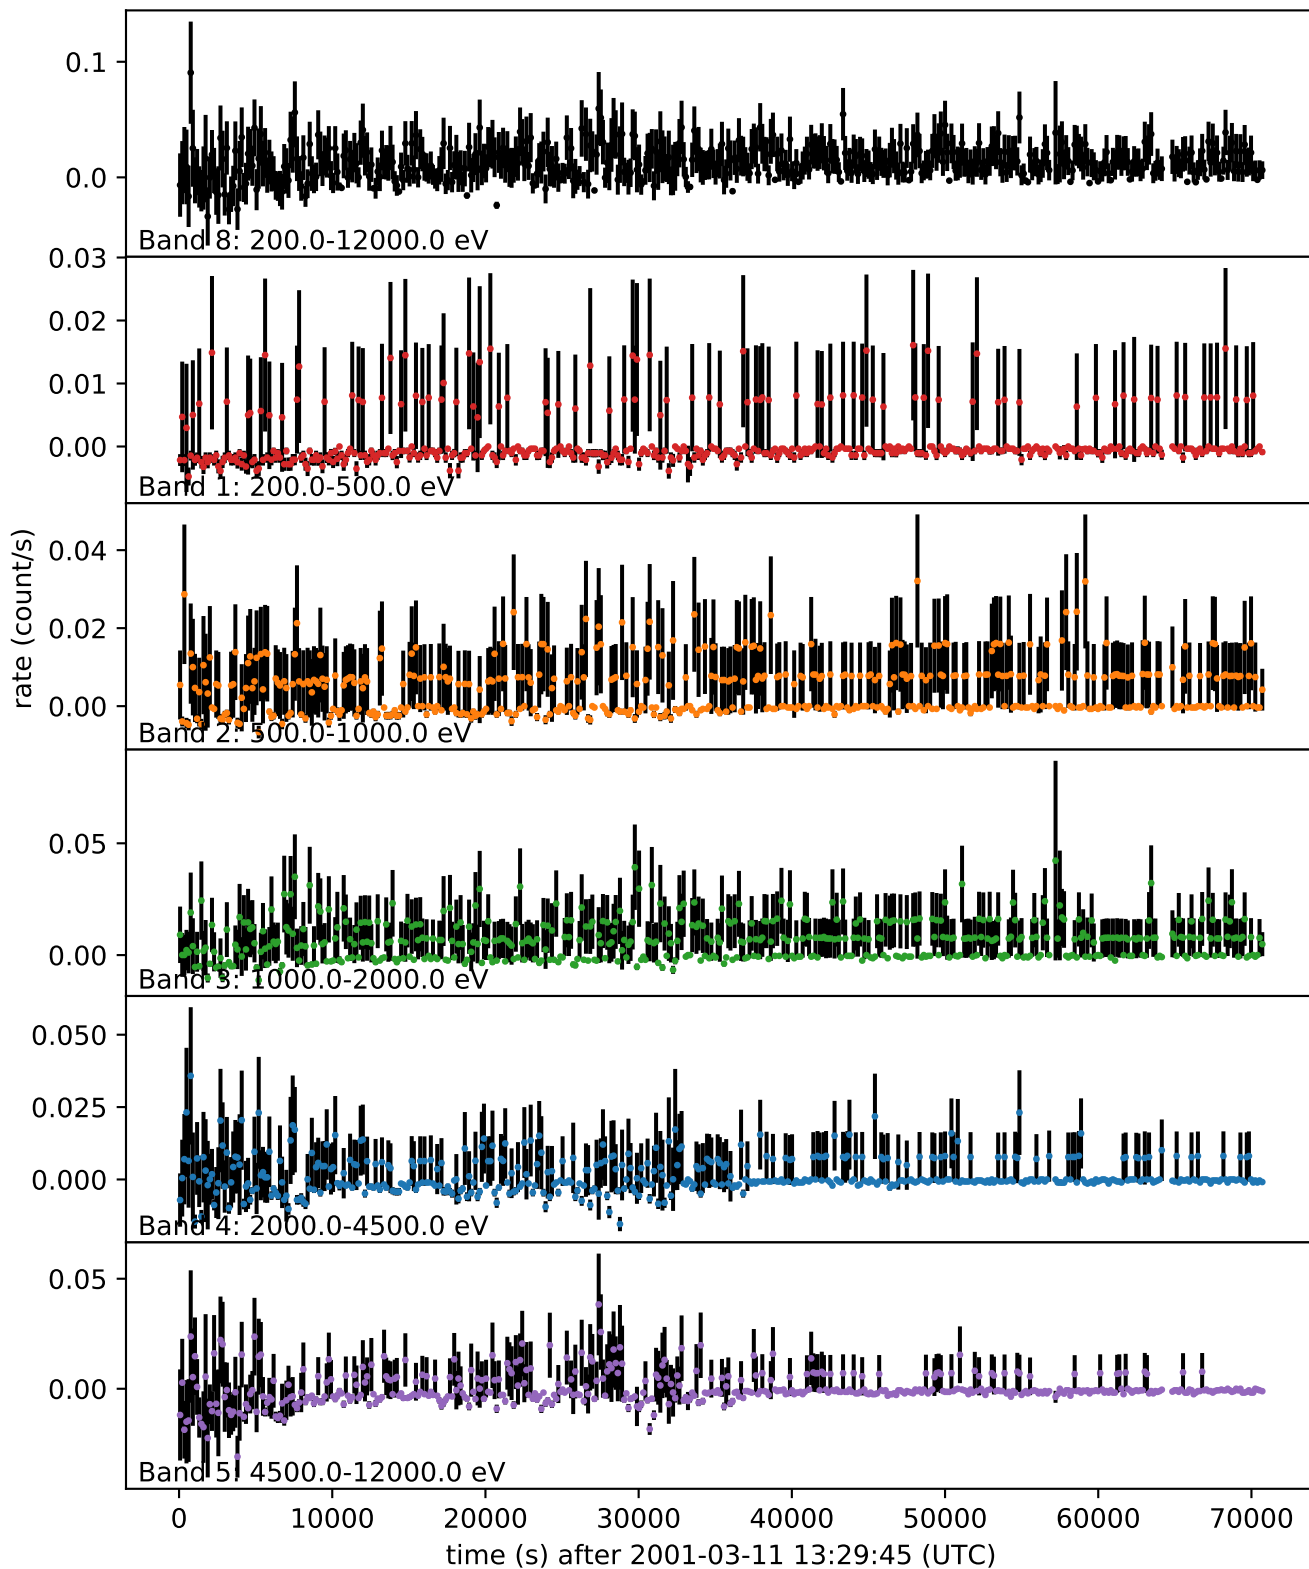 0.1
0.0
Band 8: 200.0-12000.0 eV
0.03
0.02
0.01
0.00
Band 1: 200.0-500.0 eV
rate (count/s)
0.04
0.02
0.00
Band 2: 500.0-1000.0 eV
0.05
0.00
Band 3: 1000.0-2000.0 eV
0.050
0.025
0.000
Band 4: 2000.0-4500.0 eV
0.05
0.00
Band 5: 4500.0-12000.0 eV
0 10000 20000 30000 40000 50000 60000 70000
time (s) after 2001-03-11 13:29:45 (UTC)